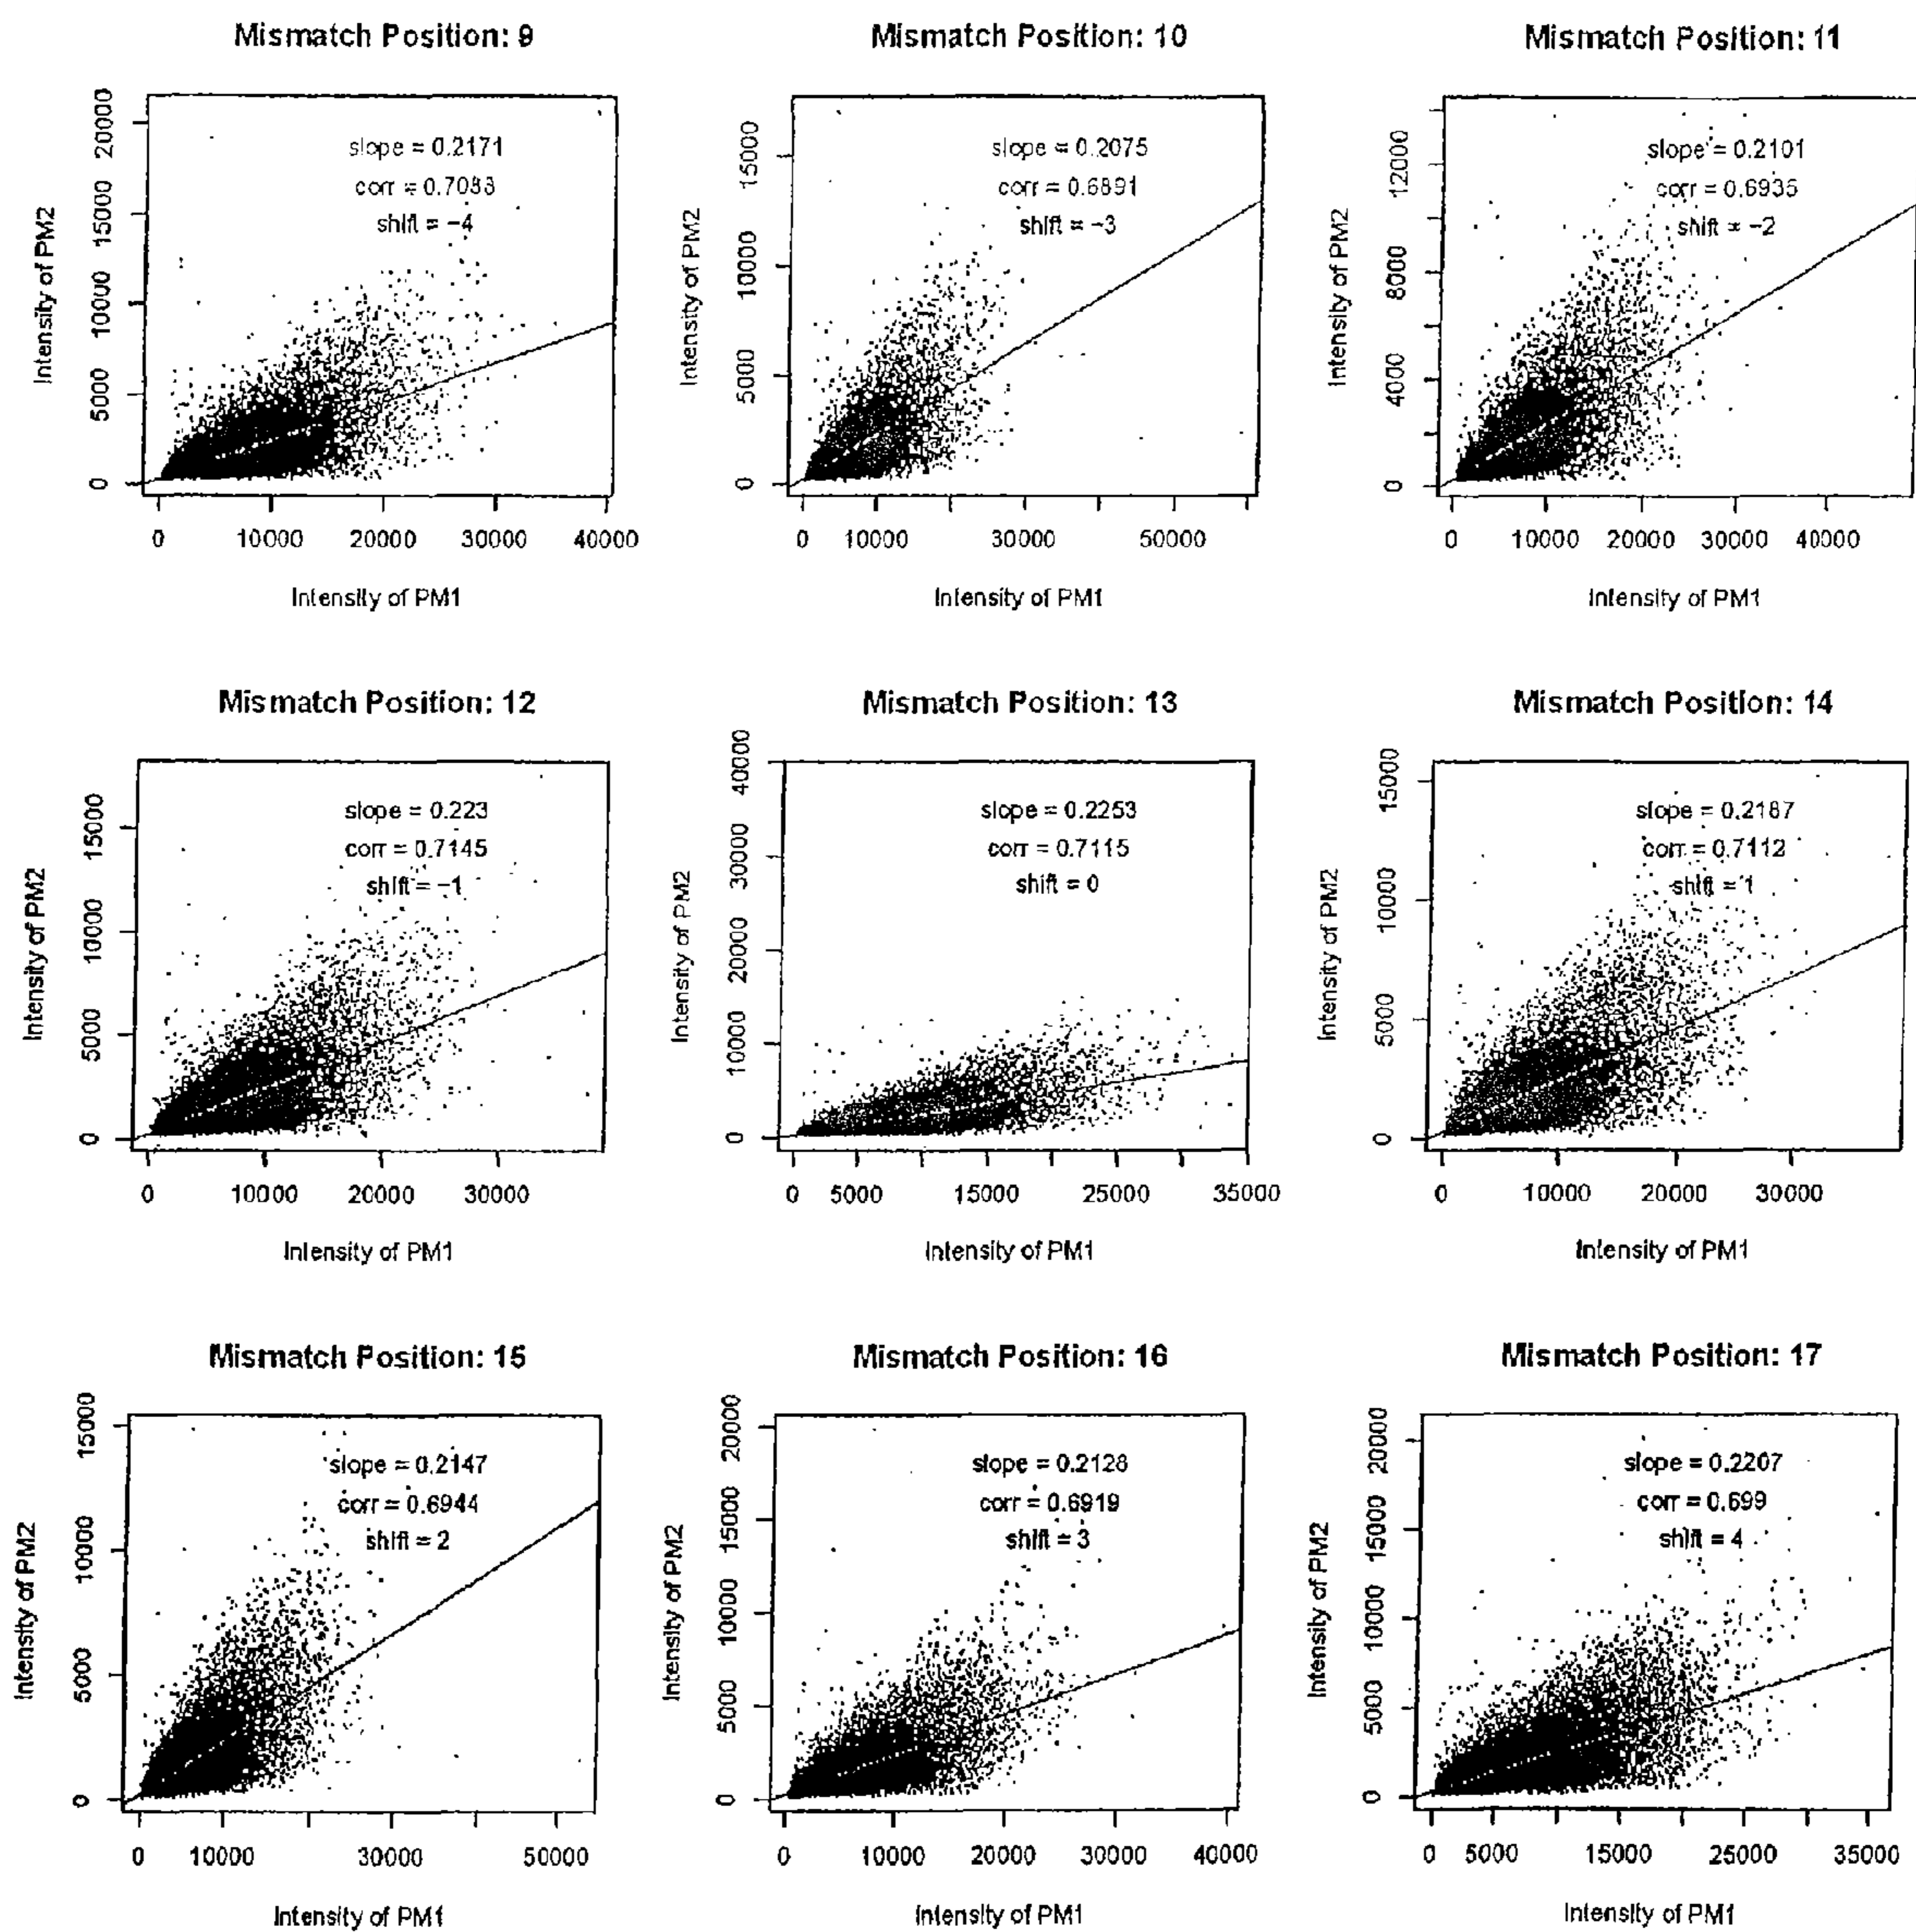 Mismatch Position: 9
slope = 0.2171
corr = 0.7083
shift = −4
Intensity of PM2
0 5000 10000 15000 20000
0 10000 20000 30000 40000
Intensity of PM1
Mismatch Position: 10
slope = 0.2075
corr = 0.6891
shift = −3
Intensity of PM2
0 5000 10000 15000
0 10000 30000 50000
Intensity of PM1
Mismatch Position: 11
slope = 0.2101
corr = 0.6935
shift = −2
Intensity of PM2
0 4000 8000 12000
0 10000 20000 30000 40000
Intensity of PM1
Mismatch Position: 12
slope = 0.223
corr = 0.7145
shift = −1
Intensity of PM2
0 5000 10000 15000
0 10000 20000 30000
Intensity of PM1
Mismatch Position: 13
slope = 0.2253
corr = 0.7115
shift = 0
Intensity of PM2
0 10000 20000 30000 40000
0 5000 15000 25000 35000
Intensity of PM1
Mismatch Position: 14
slope = 0.2187
corr = 0.7112
shift = 1
Intensity of PM2
0 5000 10000 15000
0 10000 20000 30000
Intensity of PM1
Mismatch Position: 15
slope = 0.2147
corr = 0.6944
shift = 2
Intensity of PM2
0 5000 10000 15000
0 10000 30000 50000
Intensity of PM1
Mismatch Position: 16
slope = 0.2128
corr = 0.6919
shift = 3
Intensity of PM2
0 5000 10000 15000 20000
0 10000 20000 30000 40000
Intensity of PM1
Mismatch Position: 17
slope = 0.2207
corr = 0.699
shift = 4
Intensity of PM2
0 5000 10000 15000 20000
0 5000 15000 25000 35000
Intensity of PM1